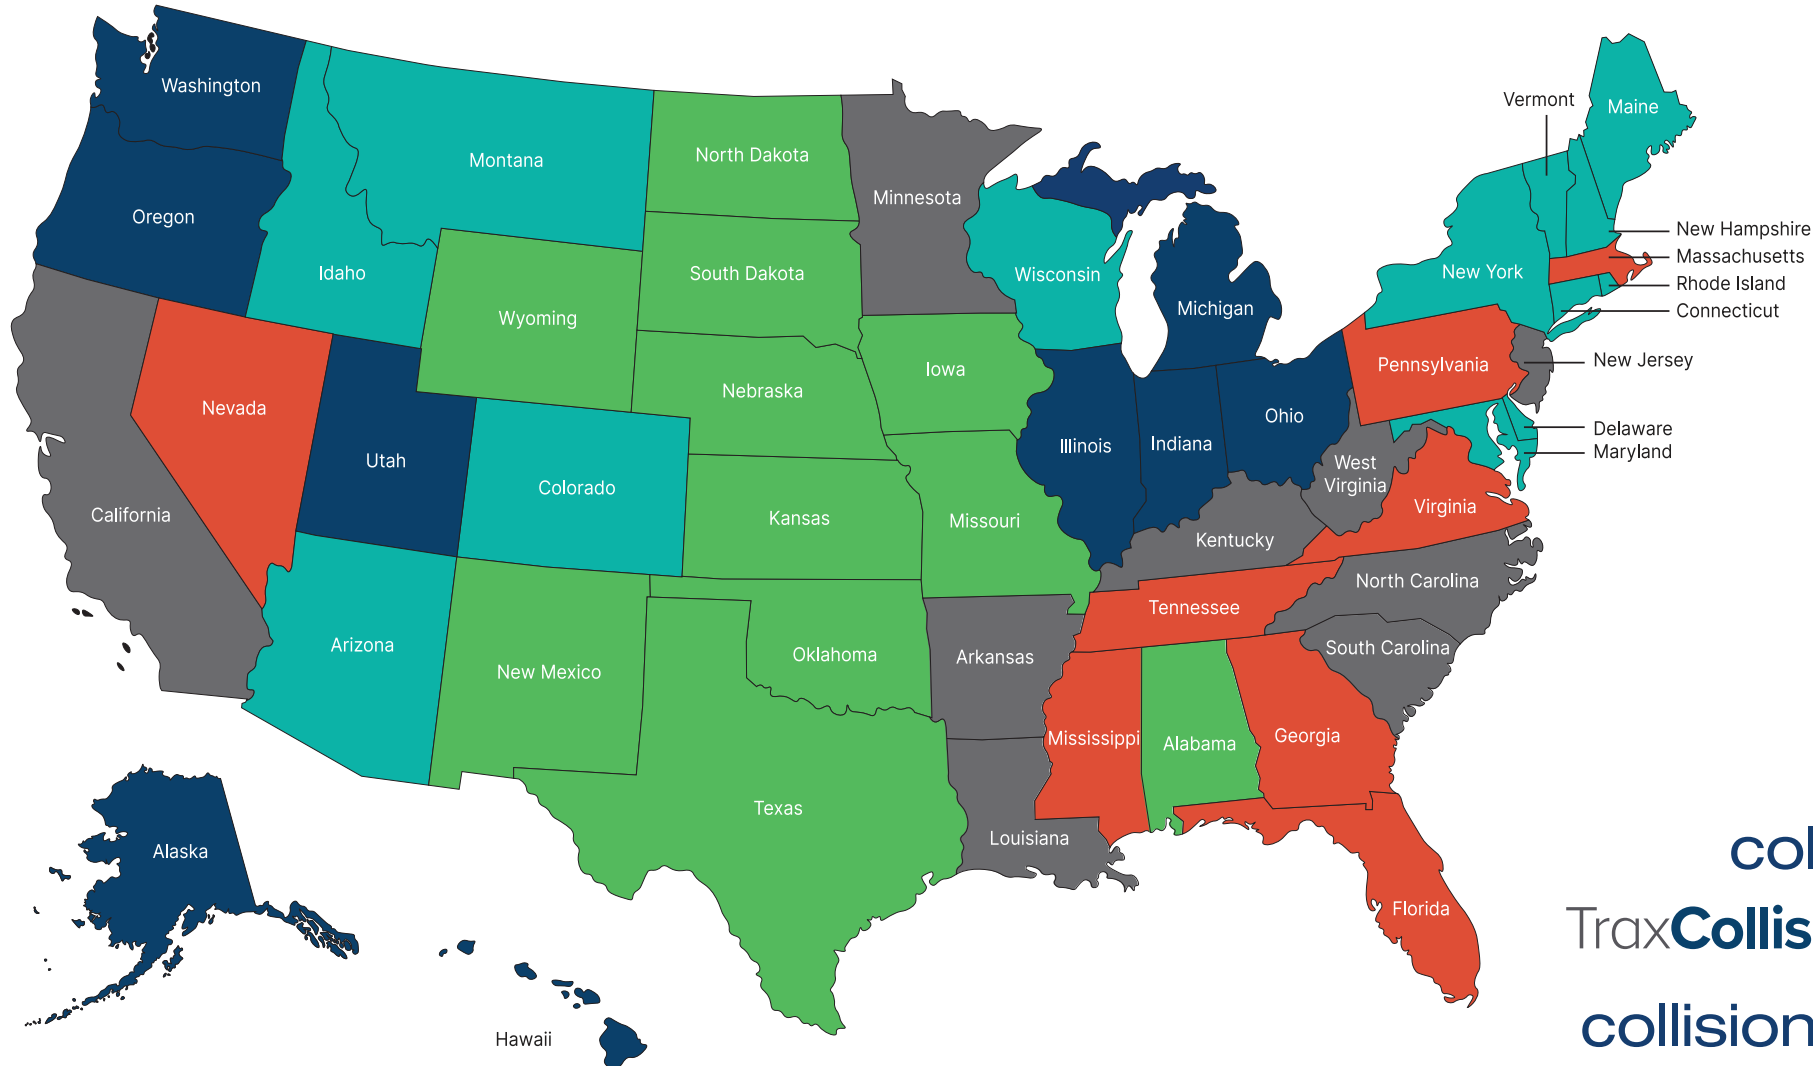 Washington
Oregon
Montana
Idaho
North Dakota
Minnesota
South Dakota
Wyoming
Wisconsin
Michigan
Vermont
Maine
New York
New Hampshire
Massachusetts
Rhode Island
Connecticut
New Jersey
Pennsylvania
Delaware
Maryland
Nevada
Utah
California
Colorado
Nebraska
Iowa
Kansas
Missouri
Illinois
Indiana
Ohio
West
Virginia
Virginia
Kentucky
North Carolina
Tennessee
South Carolina
Arizona
New Mexico
Oklahoma
Arkansas
Mississippi
Alabama
Georgia
Texas
Louisiana
Florida
Alaska
Hawaii
col
TraxCollis
collision